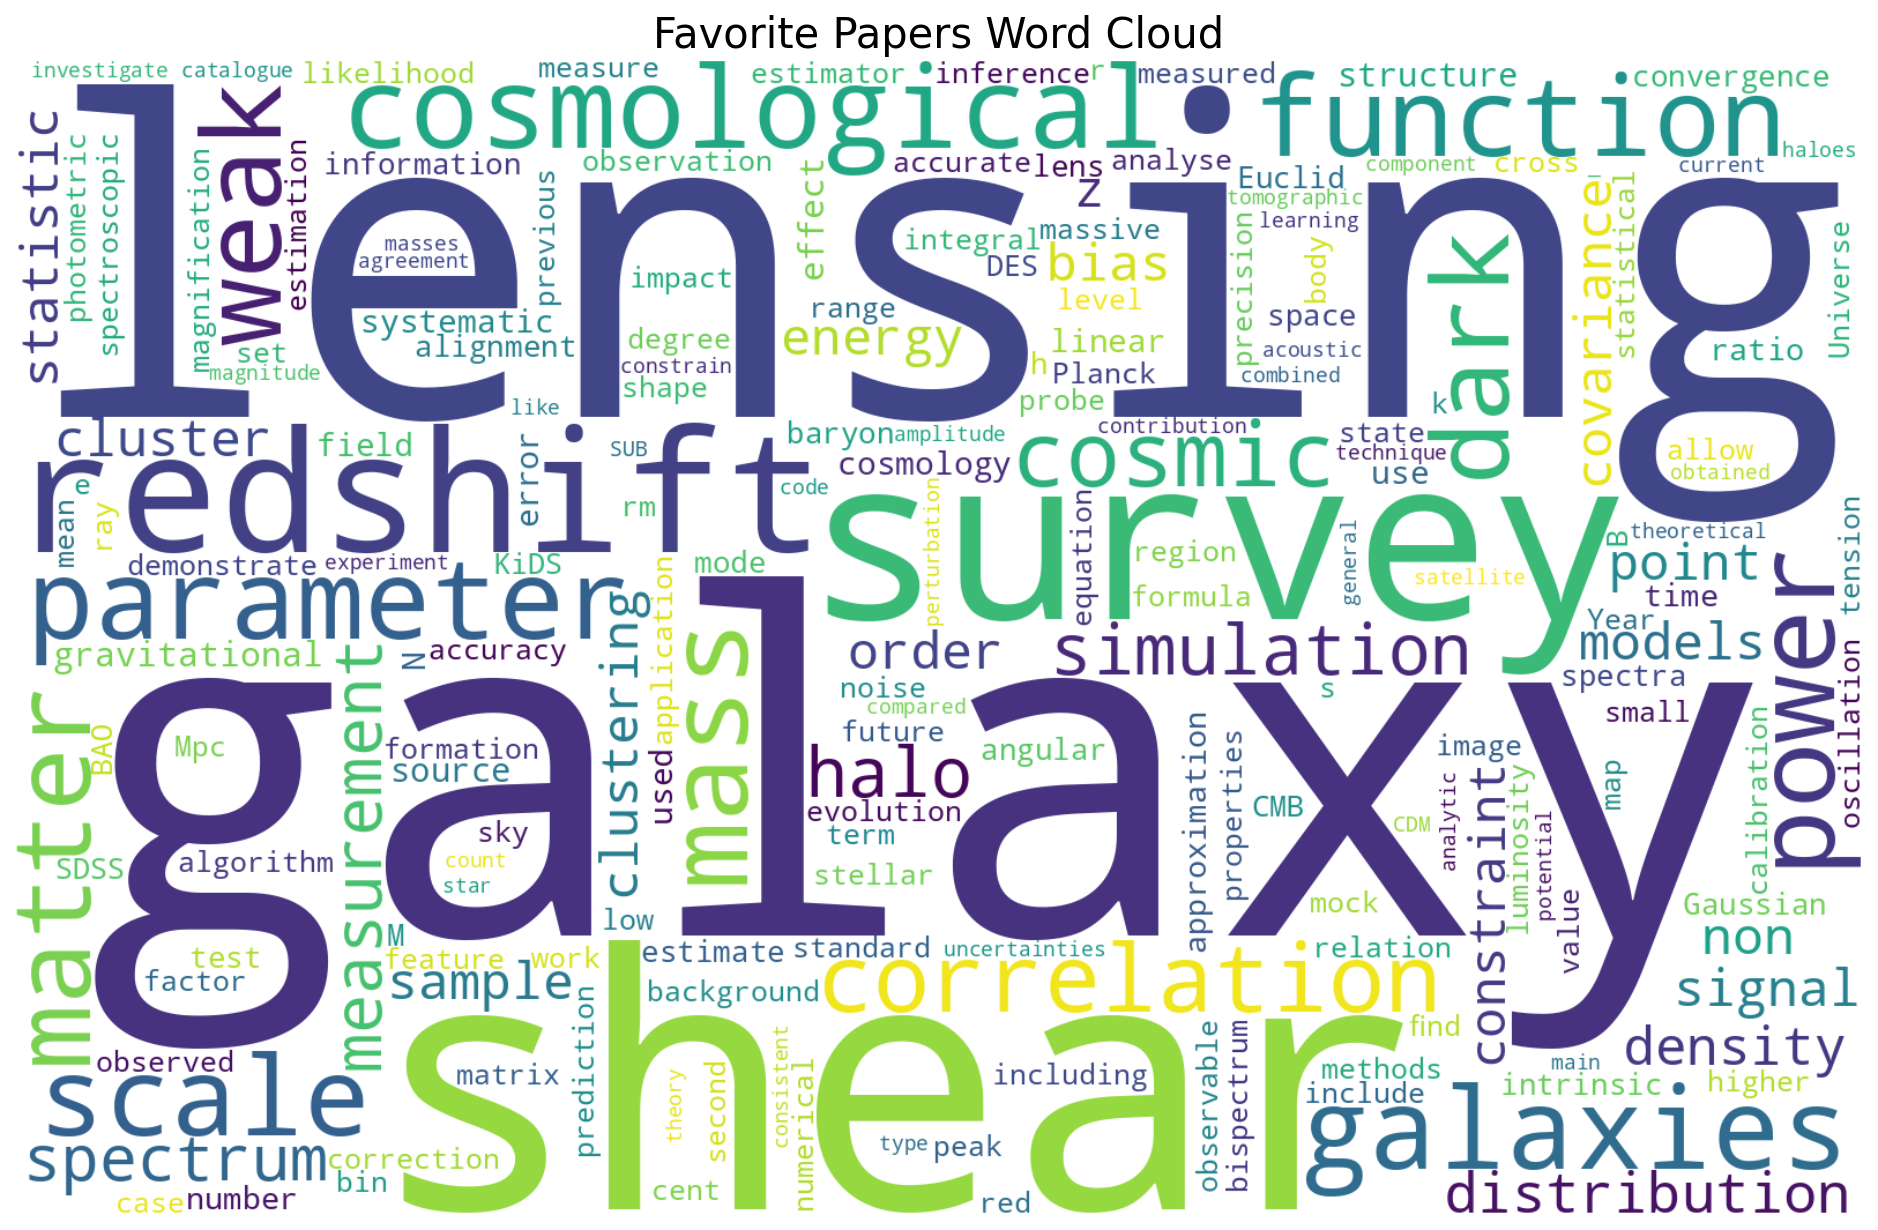 Favorite Papers Word Cloud
investigate
catalogue
likelihood
measure
estimator
inference
r
measured
structure
convergence
cosmological
function
lensing
weak
statistic
photometric
spectroscopic
magnification
estimation
information
observation
accurate
lens
analyse
component
cross
current
haloes
previous
effect
z
Euclid
tomographic
learning
covariance
statistical
Universe
masses
agreement
integral
massive
DES
bias
level
precision
body
dark
impact
range
space
systematic
alignment
degree
energy
linear
acoustic
ratio
set
magnitude
constrain
shape
h
Planck
combined
probe
like
k
cluster
field
error
SUB
baryon
amplitude
contribution
state
technique
cosmology
cosmic
use
allow
obtained
redshift
e
mean
ray
rm
code
perturbation
survey
equation
region
formula
general
satellite
B
theoretical
tension
demonstrate
experiment
KiDS
mode
point
time
parameter
application
mass
power
Year
models
matter
gravitational
measurement
N
accuracy
clustering
order
simulation
spectra
oscillation
galaxy
noise
compared
future
s
small
BAO
Mpc
formation
source
used
halo
angular
approximation
properties
image
evolution
CMB
CDM
analytic
constraint
luminosity
potential
map
calibration
sky
term
SDSS
algorithm
count
star
stellar
mock
value
Gaussian
low
M
test
factor
feature
work
estimate
standard
uncertainties
relation
non
sample
background
correlation
signal
observed
scale
shear
prediction
find
density
matrix
theory
second
consistent
numerical
including
observable
bispectrum
methods
include
main
intrinsic
higher
galaxies
spectrum
correction
type
peak
case
number
bin
cent
red
distribution